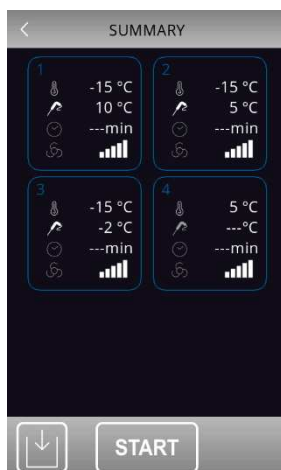 SUMMARY
1
-15 °C
10 °C
---min
2
-15 °C
5 °C
---min
3
-15 °C
-2 °C
---min
4
5 °C
---°C
---min
START